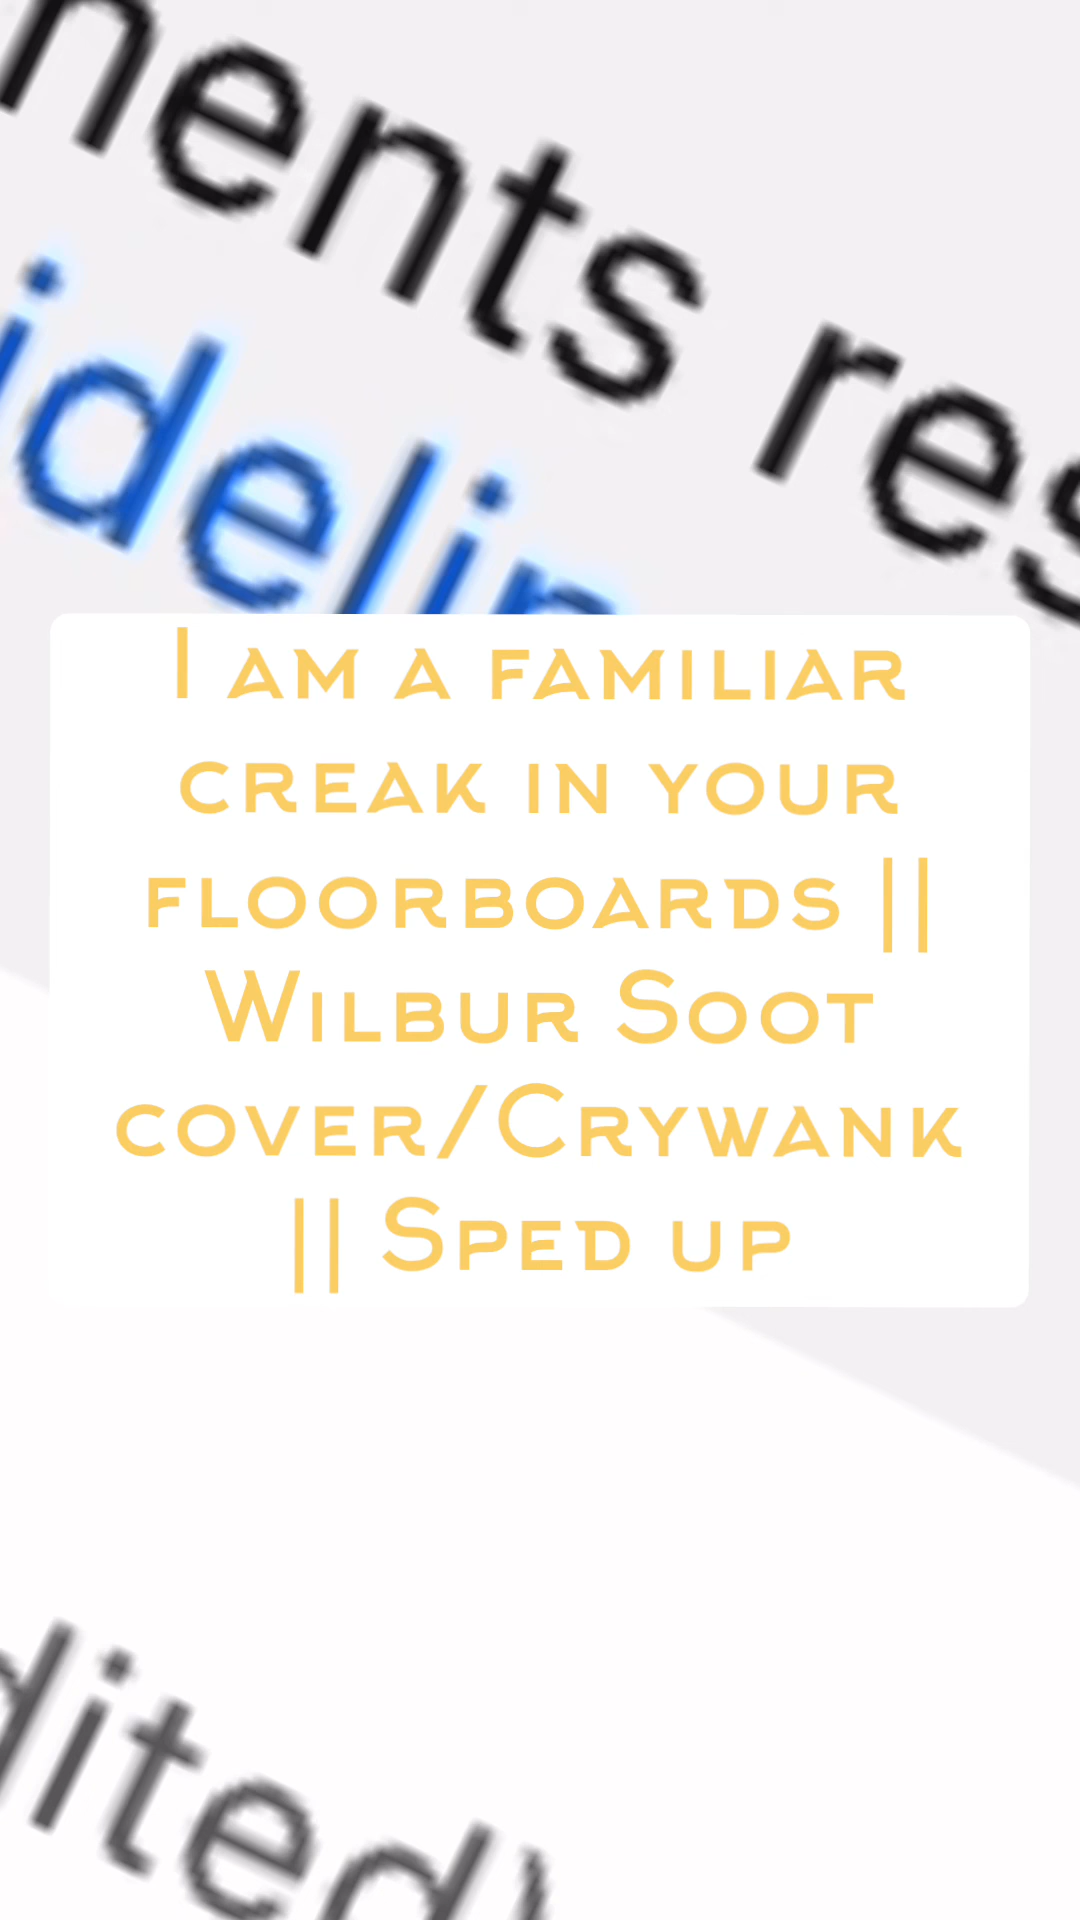 nents res
idelin
I am a familiar
creak in your
floorboards ||
Wilbur Soot
cover/Crywank
|| Sped up
dited)